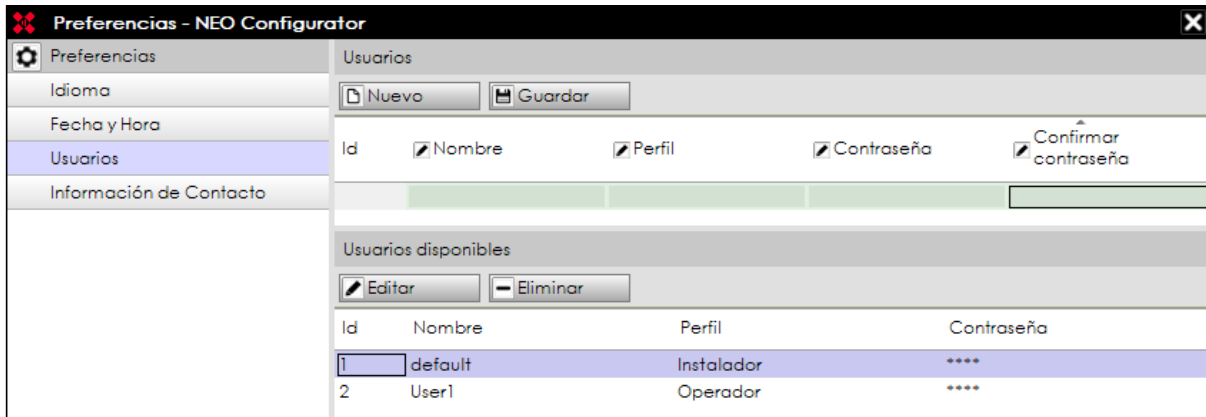 Preferencias - NEO Configurator
Preferencias
Idioma
Fecha y Hora
Usuarios
Información de Contacto
Usuarios
Nuevo Guardar
Id Nombre Perfil Contraseña Confirmar contraseña
Usuarios disponibles
Editar Eliminar
Id Nombre Perfil Contraseña
1 default Instalador ****
2 User1 Operador ****